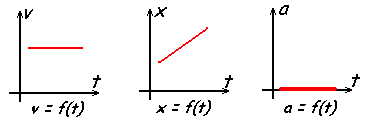 v
t
v = f(t)
x
t
x = f(t)
a
t
a = f(t)